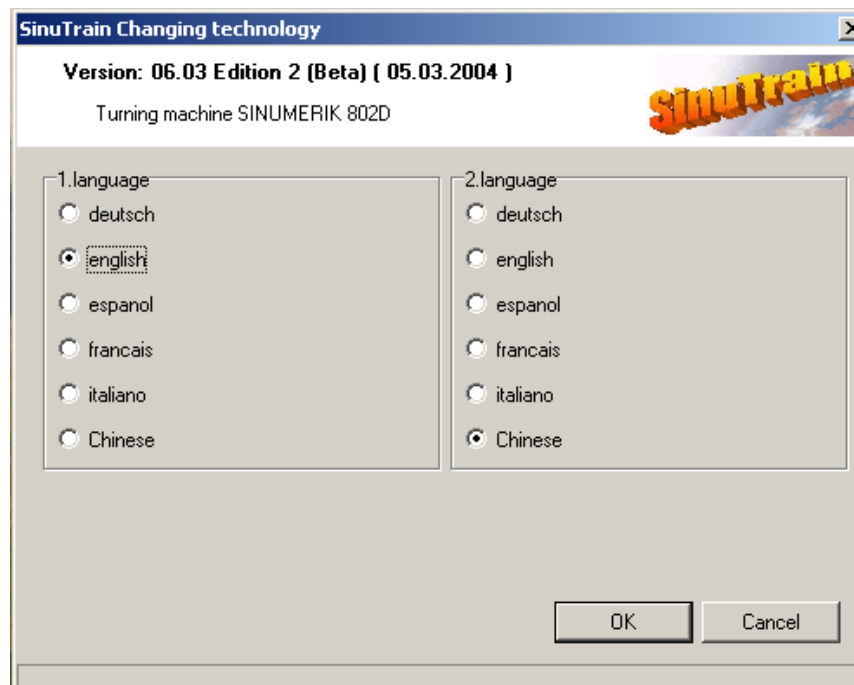 SinuTrain Changing technology
Version: 06.03 Edition 2 (Beta) ( 05.03.2004 )
Turning machine SINUMERIK 802D
SinuTrain
1.language
deutsch
english
espanol
francais
italiano
Chinese
2.language
deutsch
english
espanol
francais
italiano
Chinese
OK
Cancel